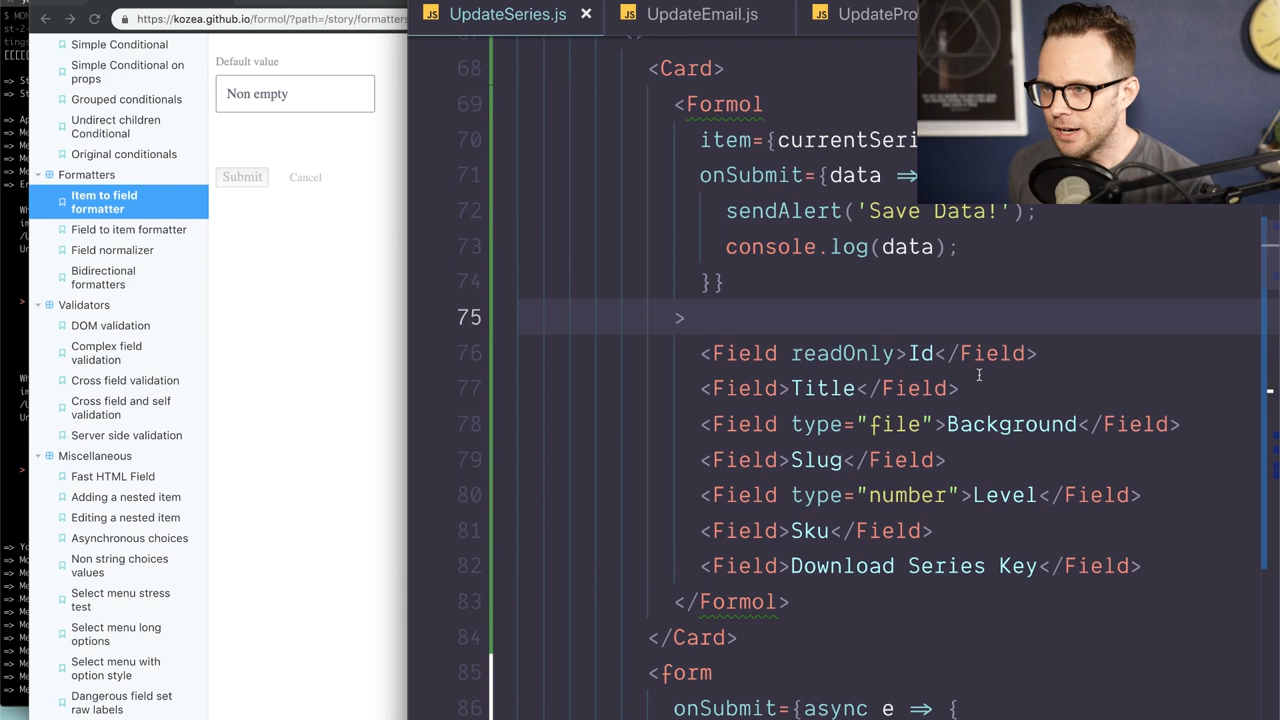 https://kozea.github.io/formol/?path=/story/formatters
Simple Conditional
Simple Conditional on
props
Grouped conditionals
Undirect children
Conditional
Original conditionals
Formatters
Item to field
formatter
Field to item formatter
Field normalizer
Bidirectional
formatters
Validators
DOM validation
Complex field
validation
Cross field validation
Cross field and self
validation
Server side validation
Miscellaneous
Fast HTML Field
Adding a nested item
Editing a nested item
Asynchronous choices
Non string choices
values
Select menu stress
test
Select menu long
options
Select menu with
option style
Dangerous field set
raw labels
Default value
Non empty
Submit Cancel
JS UpdateSeries.js × JS UpdateEmail.js JS UpdatePro
68 <Card>
69 <Formol
70 item={currentSeri
71 onSubmit={data =>
72 sendAlert('Save Data!');
73 console.log(data);
74 }}
75 >
76 <Field readOnly>Id</Field>
77 <Field>Title</Field>
78 <Field type="file">Background</Field>
79 <Field>Slug</Field>
80 <Field type="number">Level</Field>
81 <Field>Sku</Field>
82 <Field>Download Series Key</Field>
83 </Formol>
84 </Card>
85 <form
86 onSubmit={async e => {